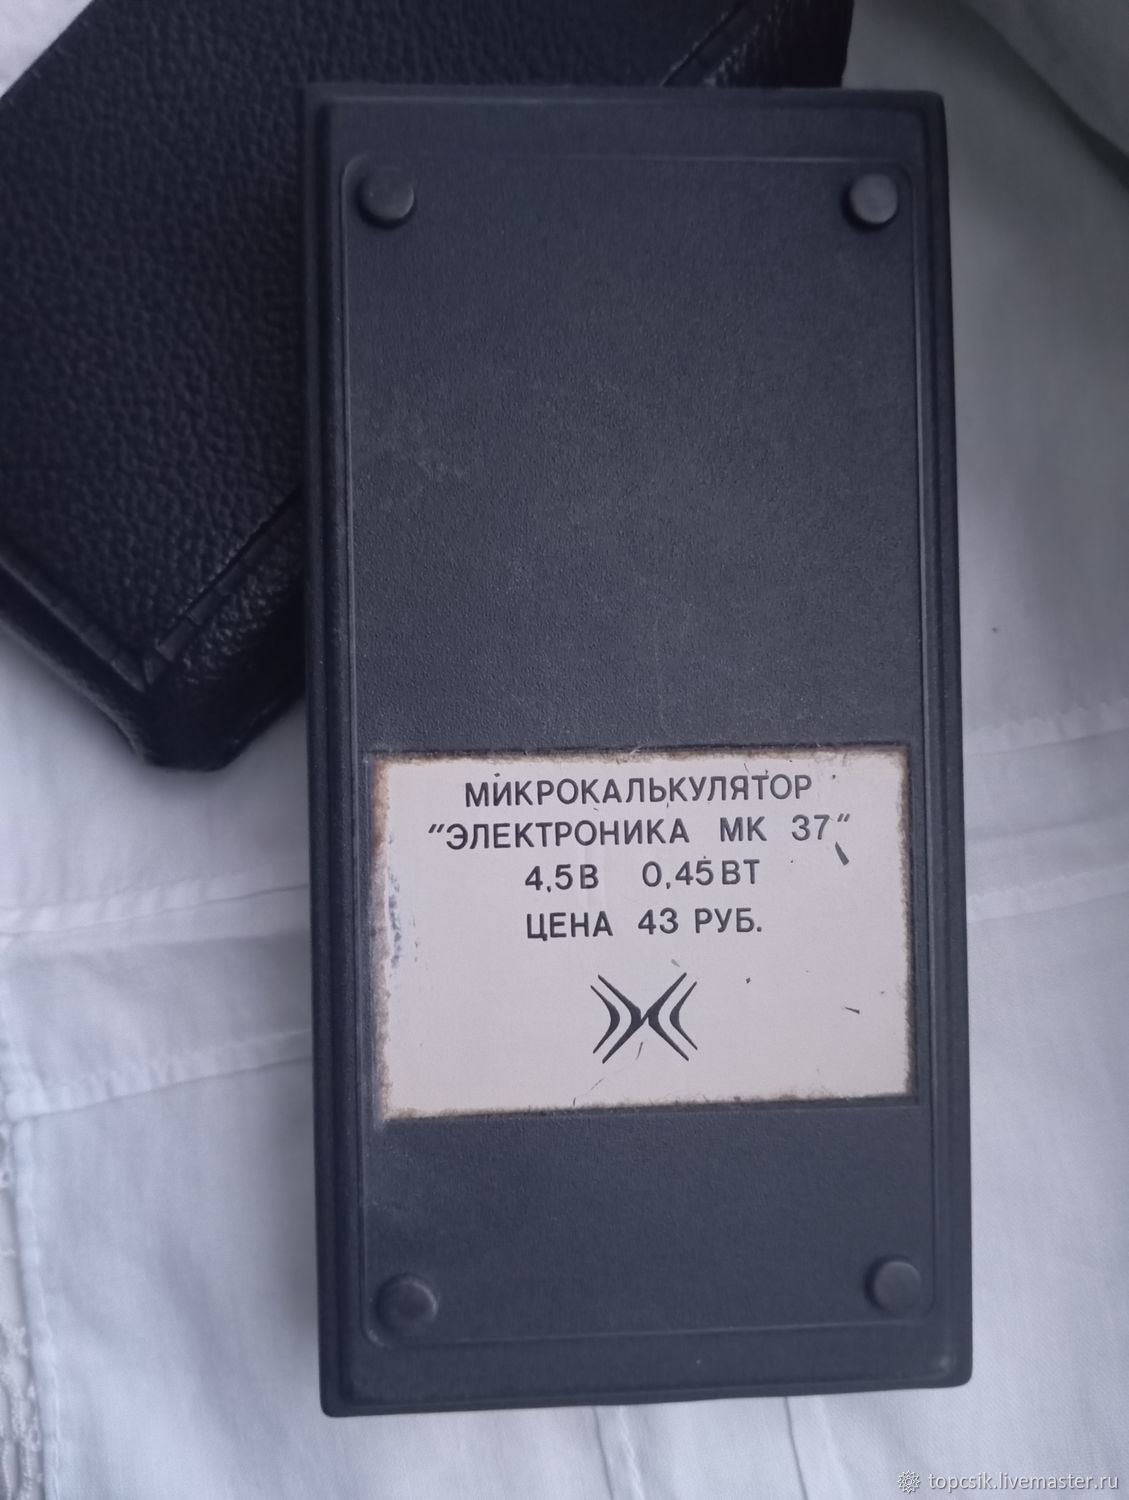 МИКРОКАЛЬКУЛЯТОР
"ЭЛЕКТРОНИКА МК 37"
4,5В 0,45ВТ
ЦЕНА 43 РУБ.
topcsik.livemaster.ru